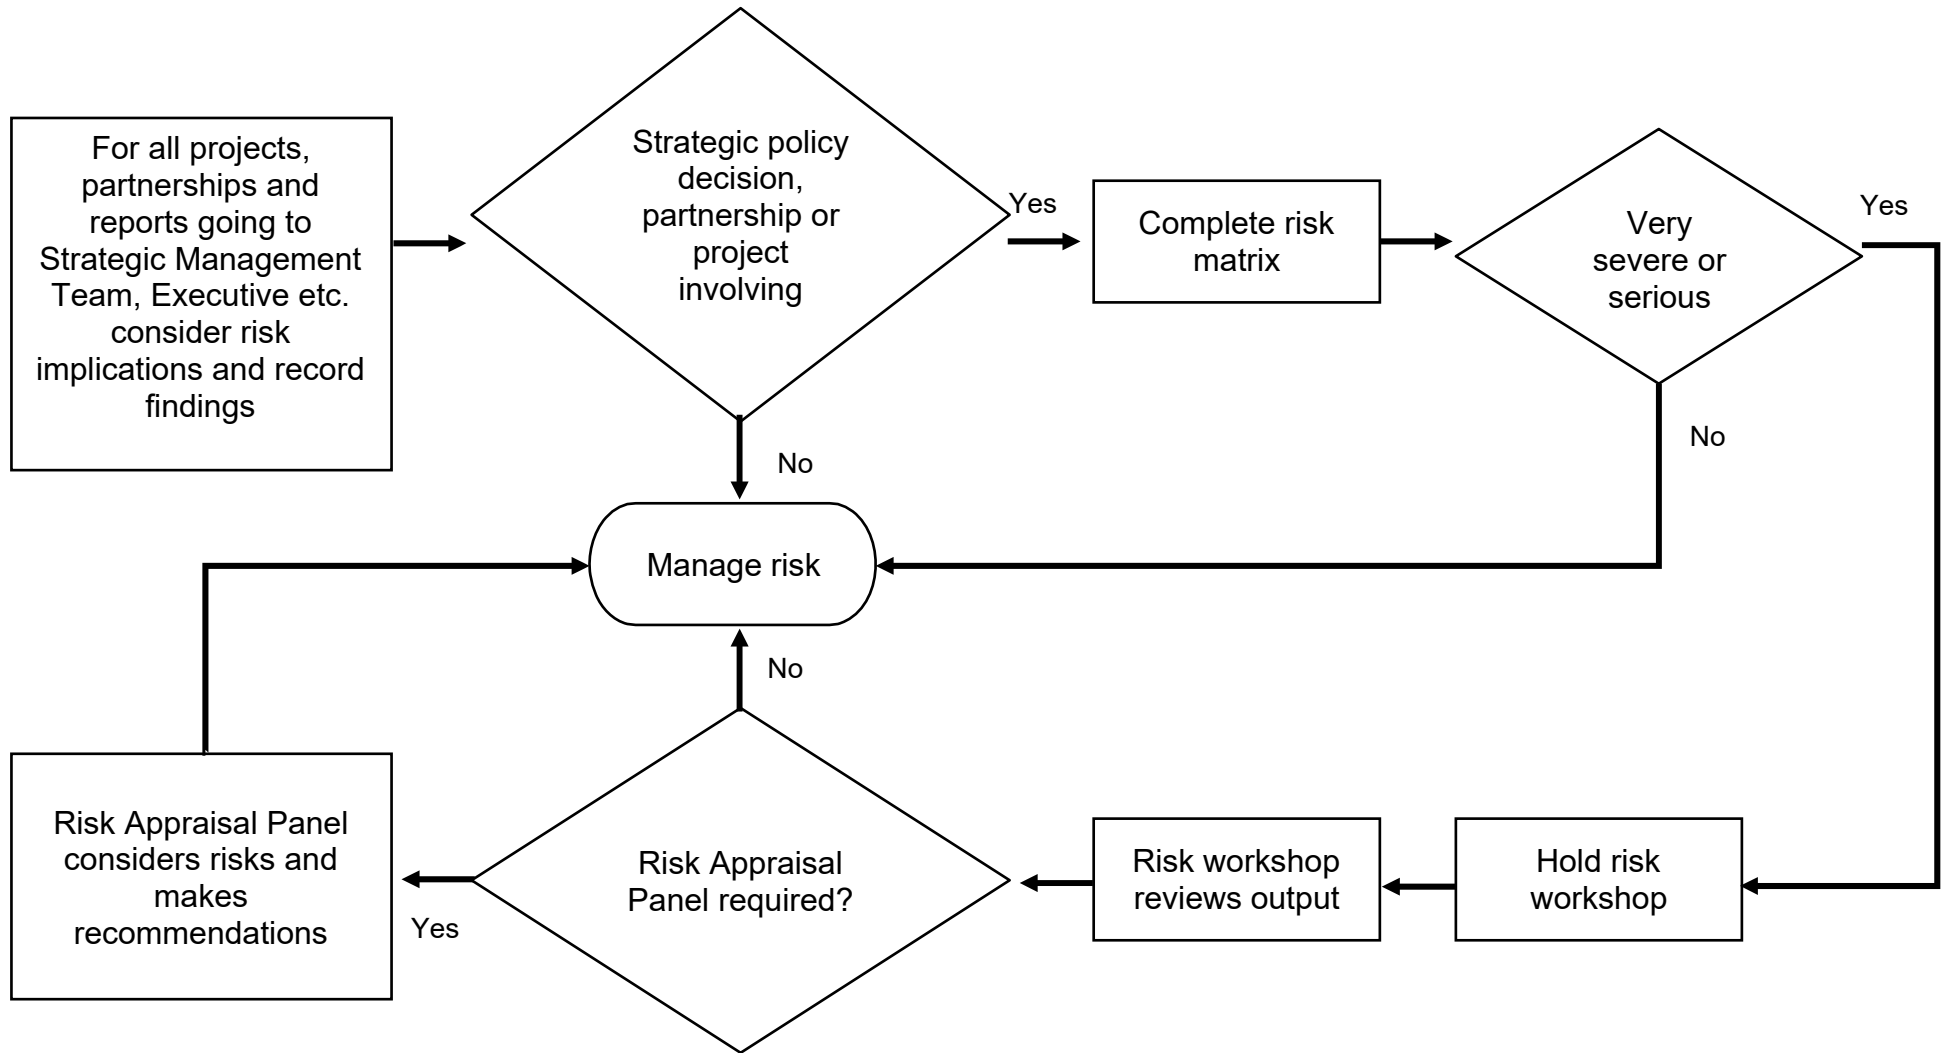 For all projects,
partnerships and
reports going to
Strategic Management
Team, Executive etc.
consider risk
implications and record
findings
Strategic policy
decision,
partnership or
project
involving
Yes
Complete risk
matrix
Very
severe or
serious
Yes
No
No
Manage risk
No
Risk Appraisal Panel
considers risks and
makes
recommendations
Yes
Risk Appraisal
Panel required?
Risk workshop
reviews output
Hold risk
workshop